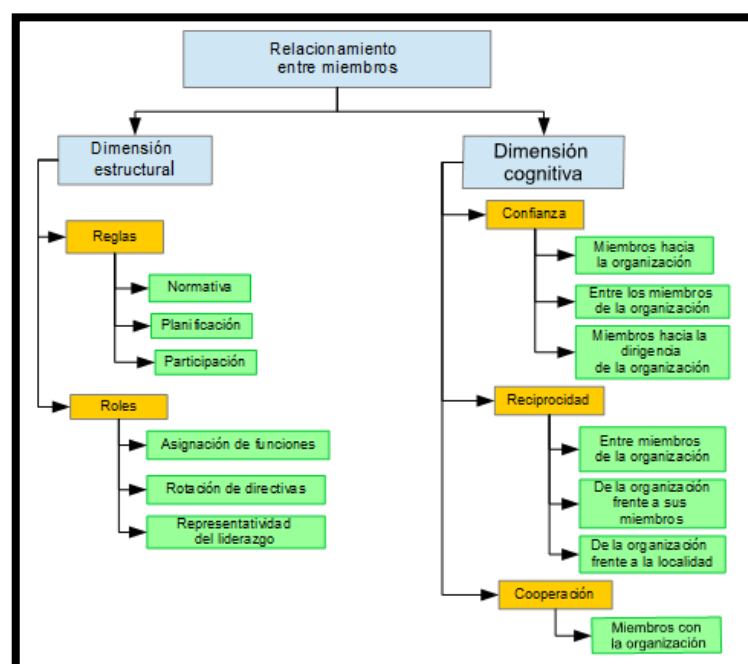 Relacionamiento
entre miembros
Dimensión
estructural
Reglas
Normativa
Planificación
Participación
Roles
Asignación de funciones
Rotación de directivas
Representatividad
del liderazgo
Dimensión
cognitiva
Confianza
Miembros hacia
la organización
Entre los miembros
de la organización
Miembros hacia la
dirigencia
de la organización
Reciprocidad
Entre miembros
de la organización
De la organización
frente a sus
miembros
De la organización
frente a la localidad
Cooperación
Miembros con
la organización